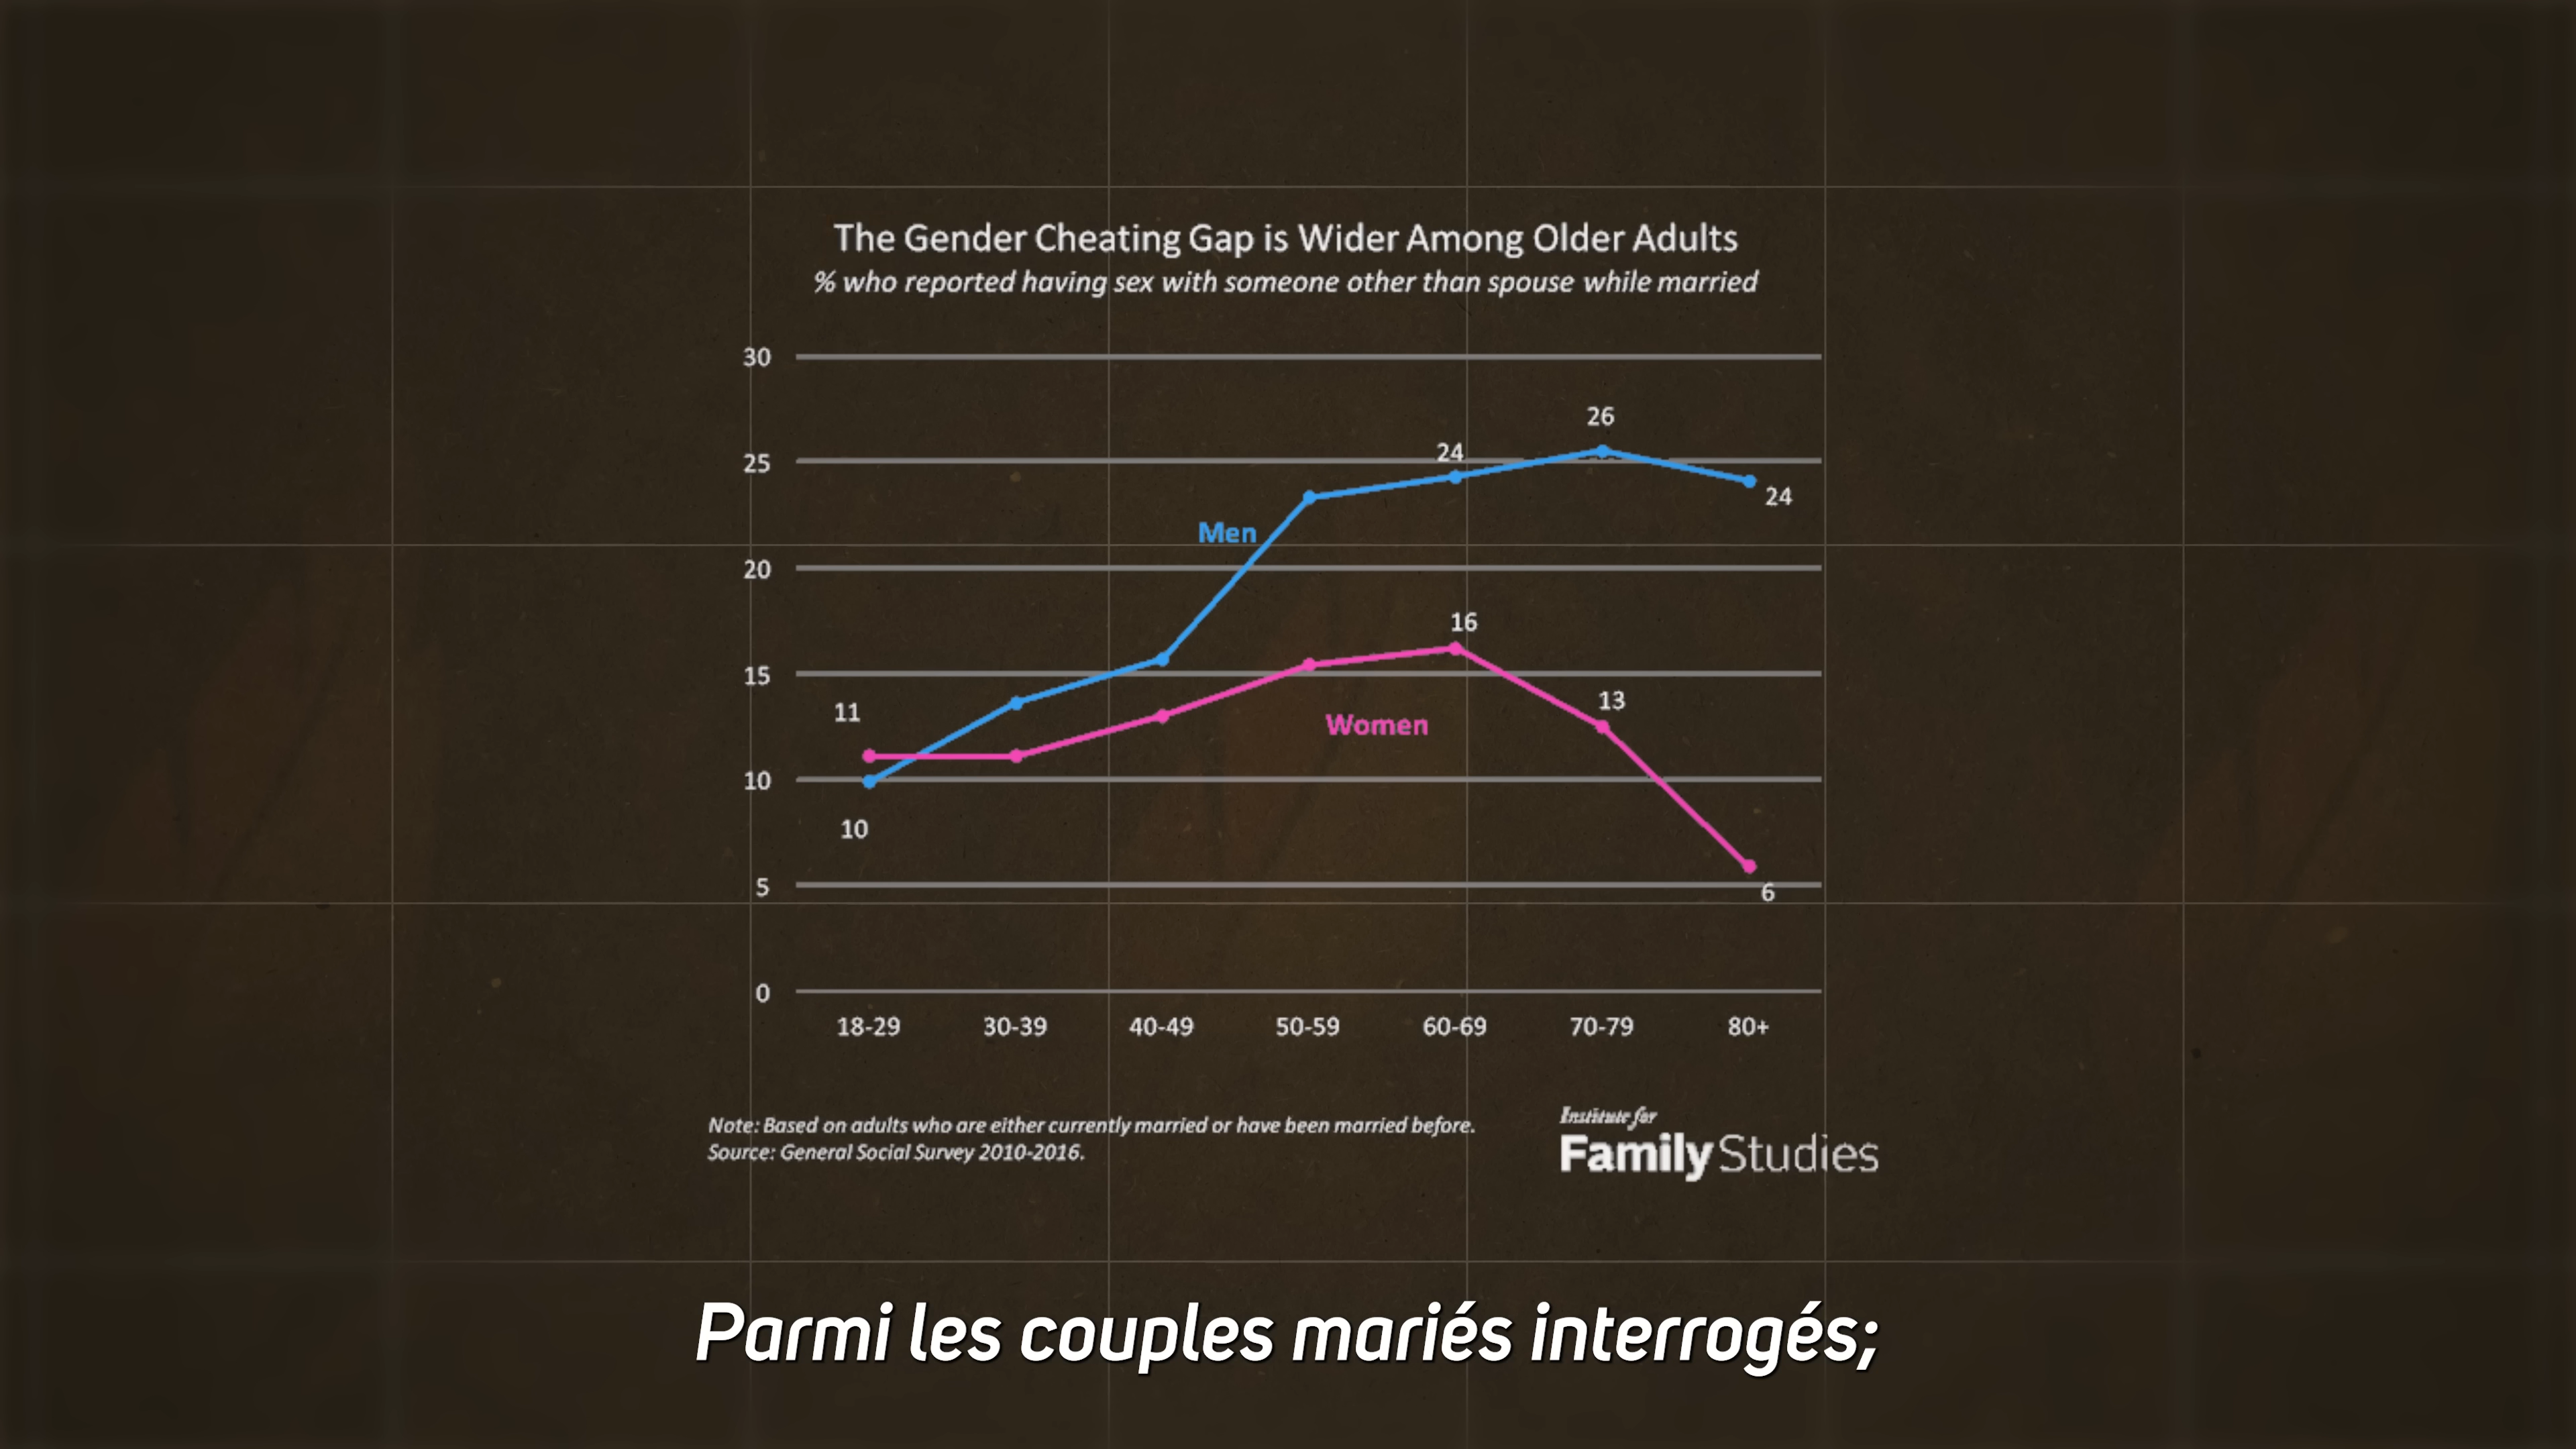 The Gender Cheating Gap is Wider Among Older Adults
% who reported having sex with someone other than spouse while married
30
26
25
24
24
Men
20
16
15
13
11
Women
10
10
5
6
0
18-29 30-39 40-49 50-59 60-69 70-79 80+
Note: Based on adults who are either currently married or have been married before.
Source: General Social Survey 2010-2016.
Institute for
Family Studies
Parmi les couples mariés interrogés;